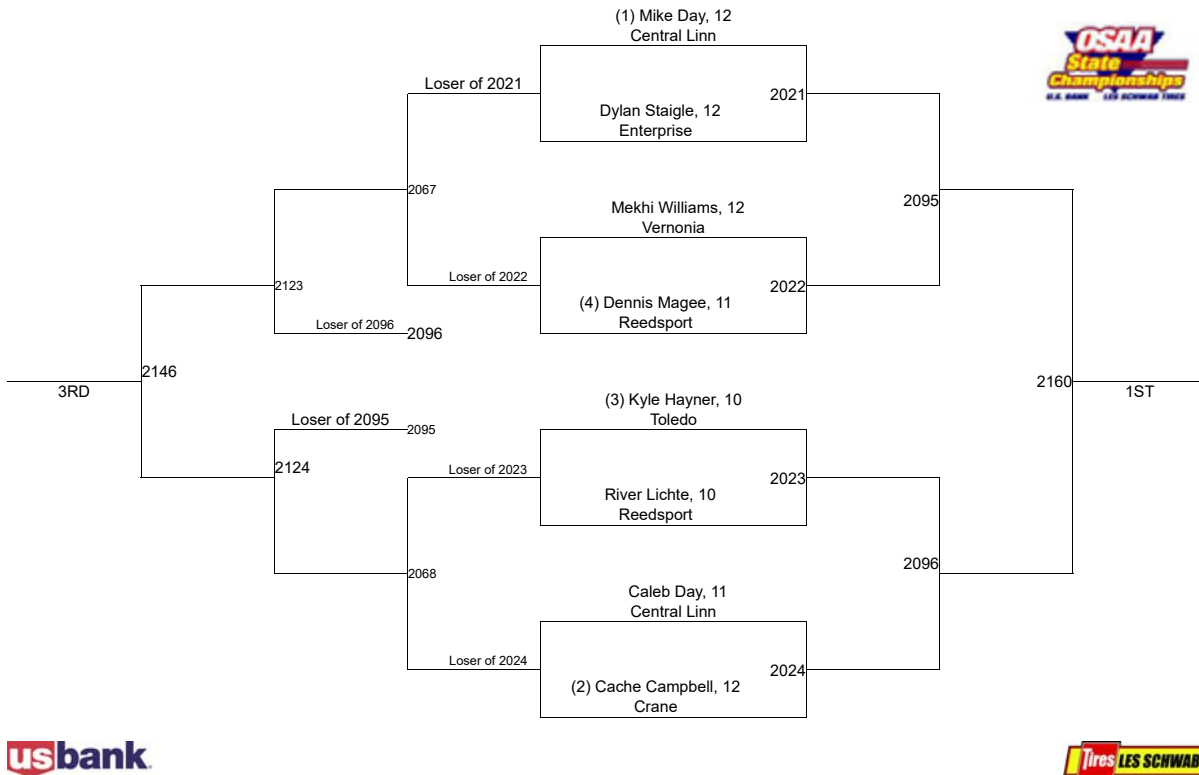 (1) Mike Day, 12
Central Linn
OSAA
State
Championships
U.S. BANK LES SCHWAB TIRES
Loser of 2021
2021
Dylan Staigle, 12
Enterprise
2067
2095
Mekhi Williams, 12
Vernonia
Loser of 2022
2022
2123
(4) Dennis Magee, 11
Reedsport
Loser of 2096
2096
2146
2160
3RD
1ST
(3) Kyle Hayner, 10
Toledo
Loser of 2095
2095
2124
Loser of 2023
2023
River Lichte, 10
Reedsport
2096
2068
Caleb Day, 11
Central Linn
Loser of 2024
2024
(2) Cache Campbell, 12
Crane
usbank
Tires LES SCHWAB